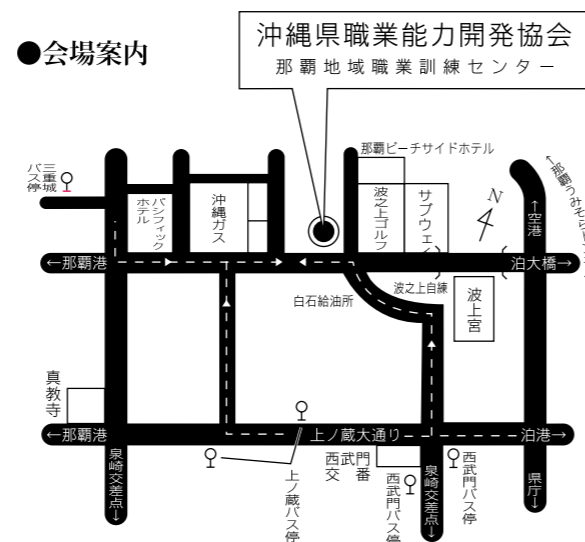 ●会場案内
沖縄県職業能力開発協会
那覇地域職業訓練センター
三重城
バス停
パシフィック
ホテル
沖縄ガス
那覇ビーチサイドホテル
波之上ゴルフ
サブウェイ
N
←空港
←那覇うみそら
←那覇港
泊大橋→
白石給油所
波之上自練
波上宮
真教寺
←那覇港
上ノ蔵大通り
泊港→
泉崎交差点→
上ノ蔵バス停
西武門
交番
西武門バス停
泉崎交差点→
西武門バス停
県庁→